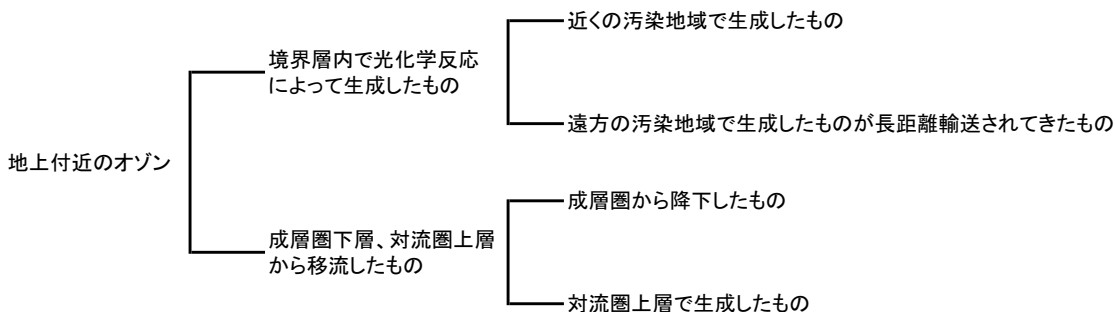 地上付近のオゾン
境界層内で光化学反応
によって生成したもの
近くの汚染地域で生成したもの
遠方の汚染地域で生成したものが長距離輸送されてきたもの
成層圏下層、対流圏上層
から移流したもの
成層圏から降下したもの
対流圏上層で生成したもの